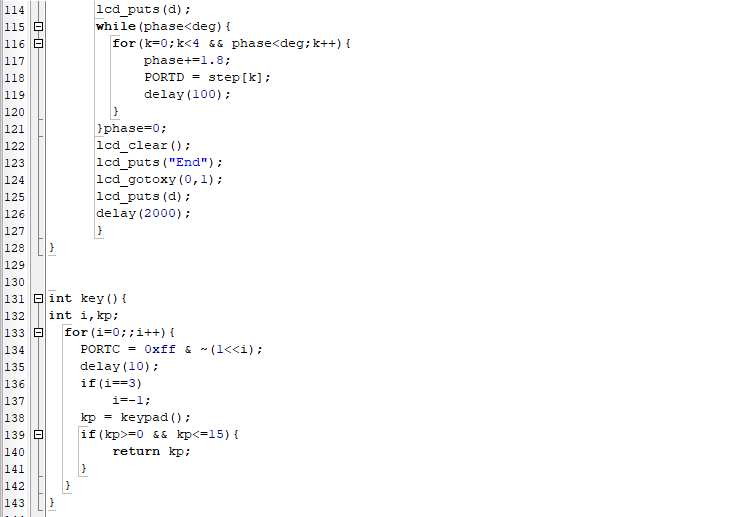 114 lcd_puts(d);
115 while(phase<deg){
116 for(k=0;k<4 && phase<deg;k++){
117 phase+=1.8;
118 PORTD = step[k];
119 delay(100);
120 }
121 }phase=0;
122 lcd_clear();
123 lcd_puts("End");
124 lcd_gotoxy(0,1);
125 lcd_puts(d);
126 delay(2000);
127 }
128 }
129
130
131 int key(){
132 int i,kp;
133 for(i=0;;i++){
134 PORTC = 0xff & ~(1<<i);
135 delay(10);
136 if(i==3)
137 i=-1;
138 kp = keypad();
139 if(kp>=0 && kp<=15){
140 return kp;
141 }
142 }
143 }